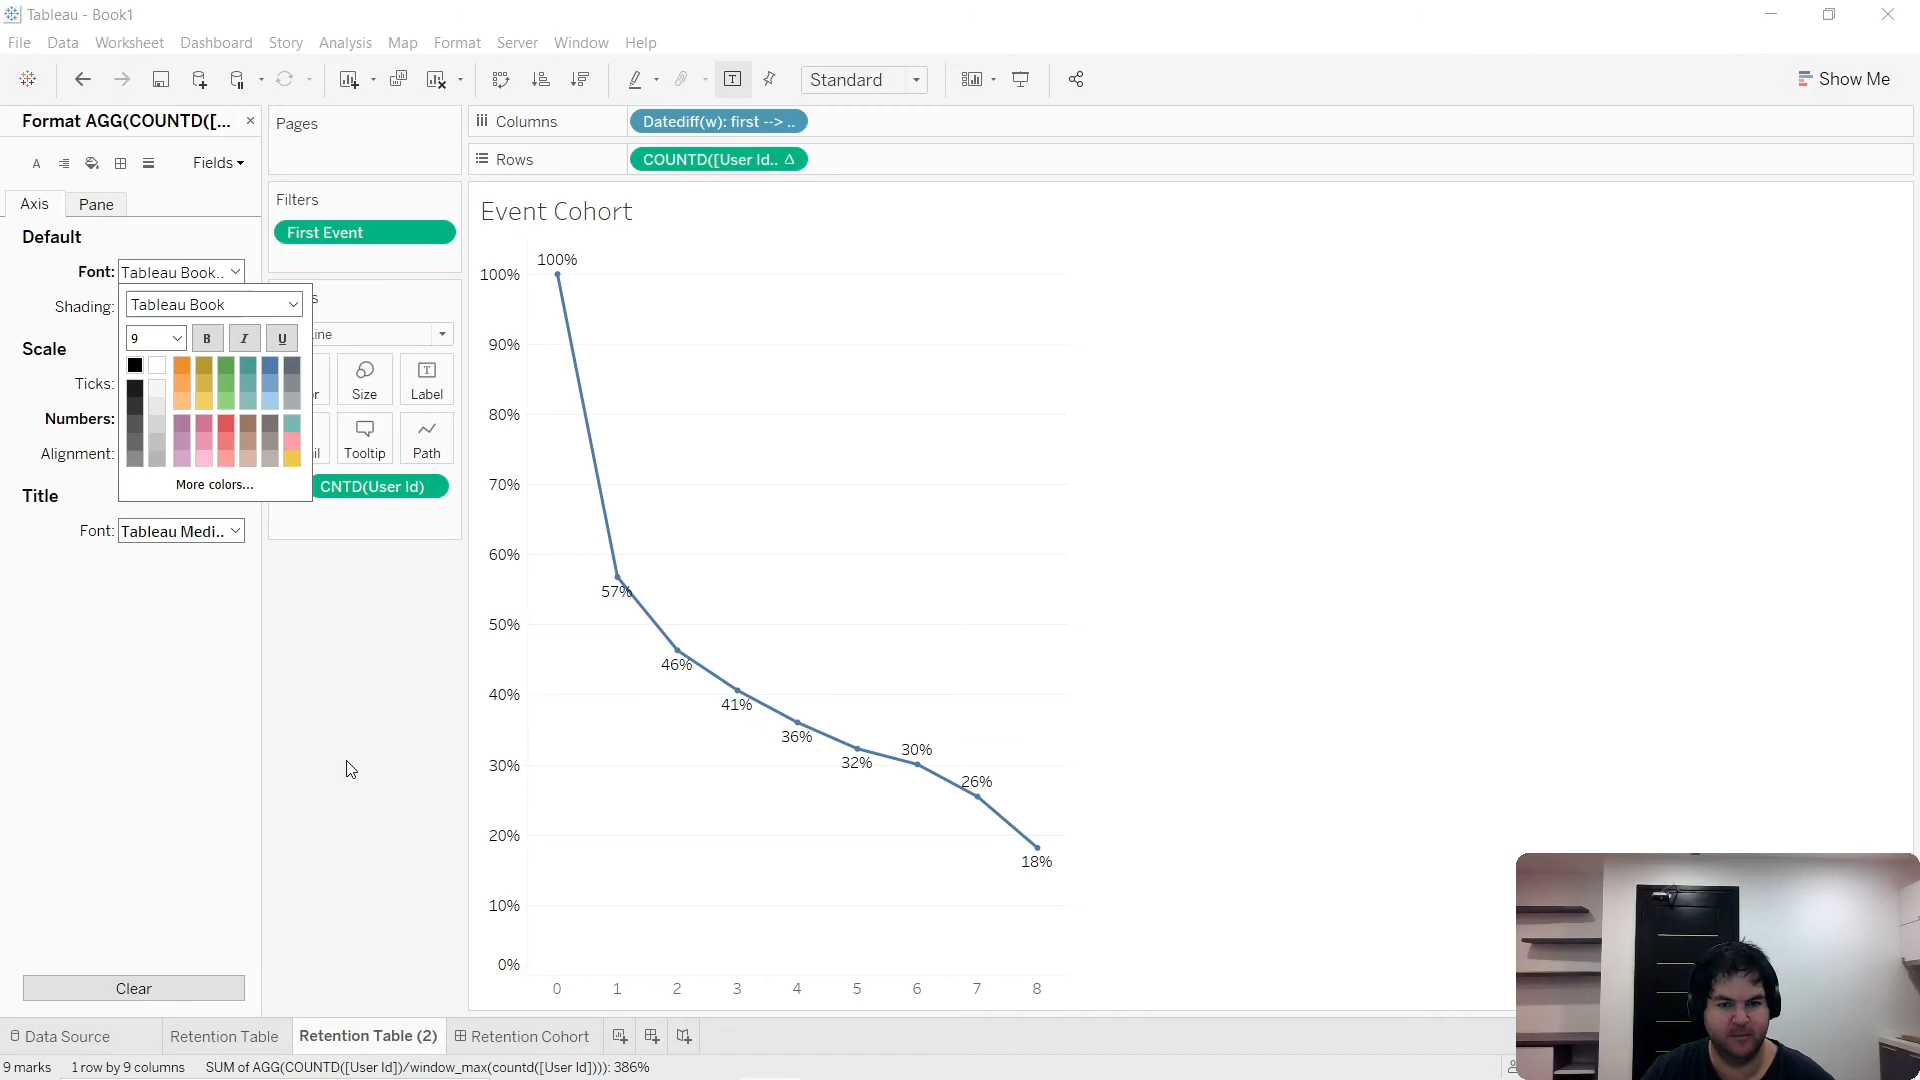 Tableau - Book1
File Data Worksheet Dashboard Story Analysis Map Format Server Window Help
Standard
Show Me
Format AGG(COUNTD([...
Fields
Axis Pane
Default
Font: Tableau Book..
Shading:
Tableau Book
9 B I U
Scale
Ticks:
Numbers:
Alignment:
More colors...
Title
Font: Tableau Medi..
Clear
Pages
Filters
First Event
s
ine
r Size Label
il Tooltip Path
CNTD(User Id)
Columns Datediff(w): first --> ..
Rows COUNTD([User Id.. Δ
Event Cohort
100%
100%
90%
80%
70%
60%
57%
50%
46%
40%
41%
36%
30%
30%
32%
26%
20%
18%
10%
0%
0 1 2 3 4 5 6 7 8
Data Source Retention Table Retention Table (2) Retention Cohort
9 marks 1 row by 9 columns SUM of AGG(COUNTD([User Id])/window_max(countd([User Id]))): 386%